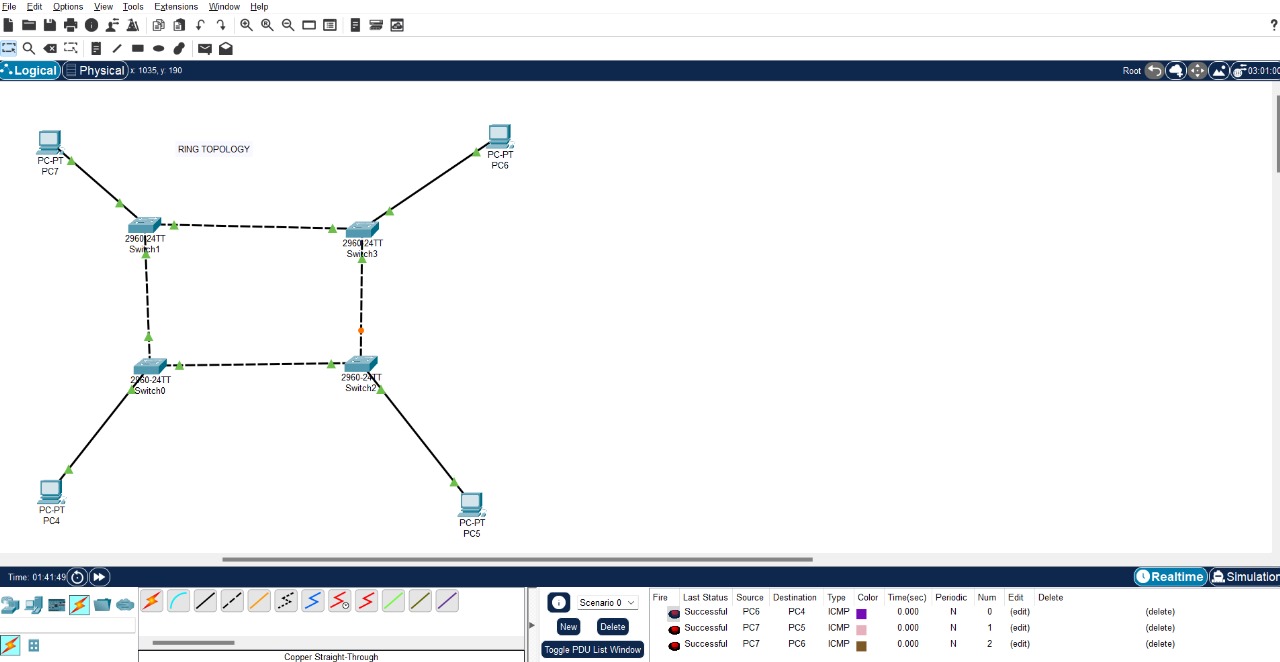 File Edit Options View Tools Extensions Window Help
?
Logical Physical x: 1035, y: 190 Root 03:01:00
RING TOPOLOGY
PC-PT
PC7
PC-PT
PC6
2960-24TT
Switch1
2960-24TT
Switch3
2960-24TT
Switch0
2960-24TT
Switch2
PC-PT
PC4
PC-PT
PC5
Time: 01:41:49 Realtime Simulation
Scenario 0
New Delete
Toggle PDU List Window
Copper Straight-Through
Fire Last Status Source Destination Type Color Time(sec) Periodic Num Edit Delete
Successful PC6 PC4 ICMP 0.000 N 0 (edit) (delete)
Successful PC7 PC5 ICMP 0.000 N 1 (edit) (delete)
Successful PC7 PC6 ICMP 0.000 N 2 (edit) (delete)